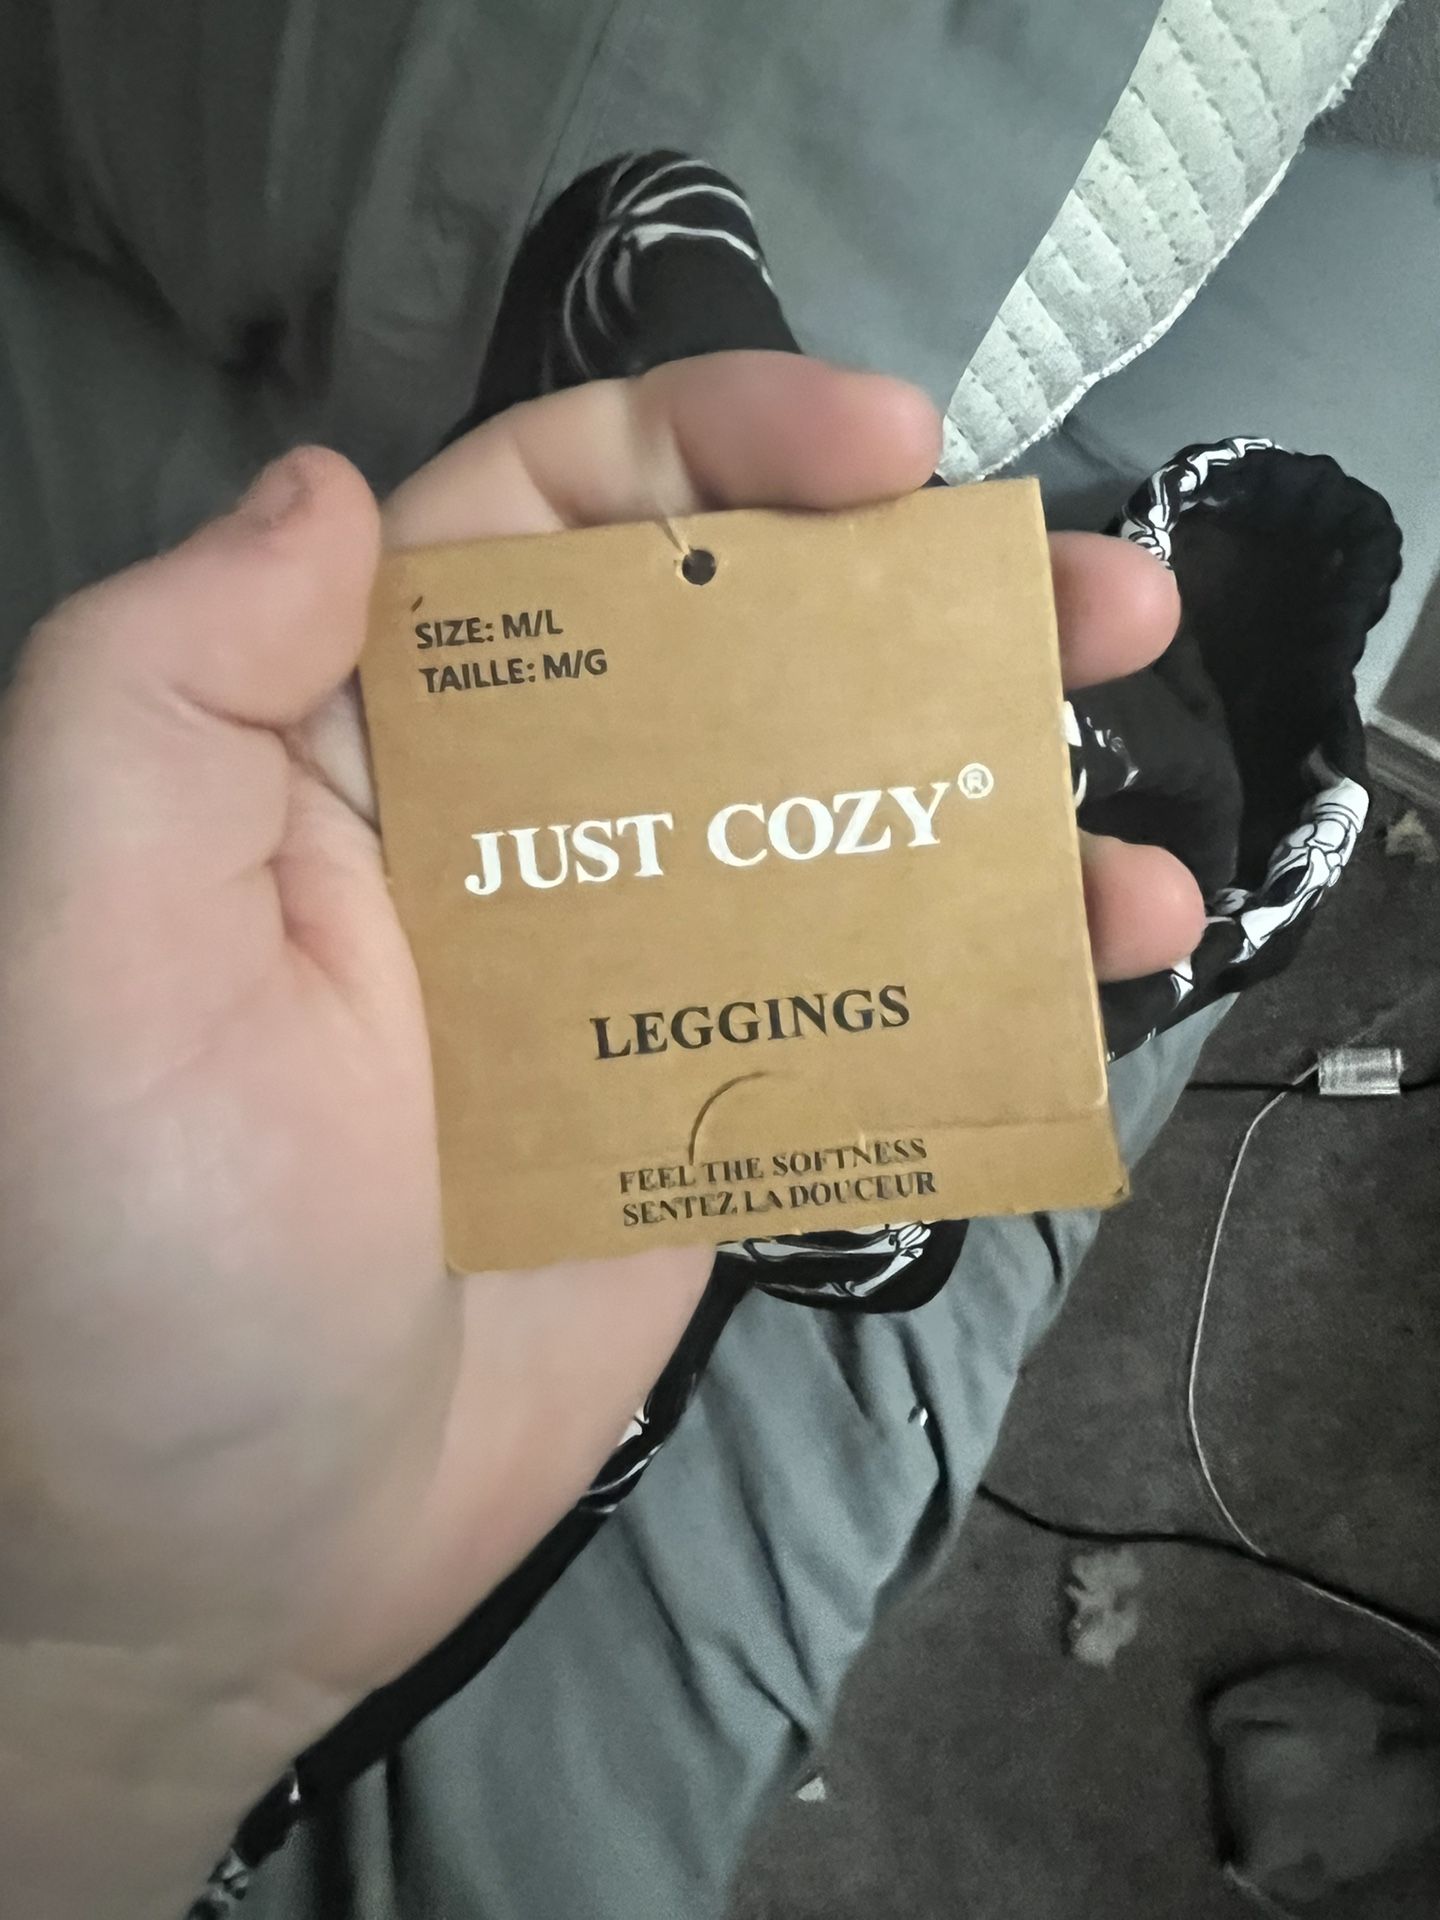 SIZE: M/L
TAILLE: M/G
JUST COZY®
LEGGINGS
FEEL THE SOFTNESS
SENTEZ LA DOUCEUR